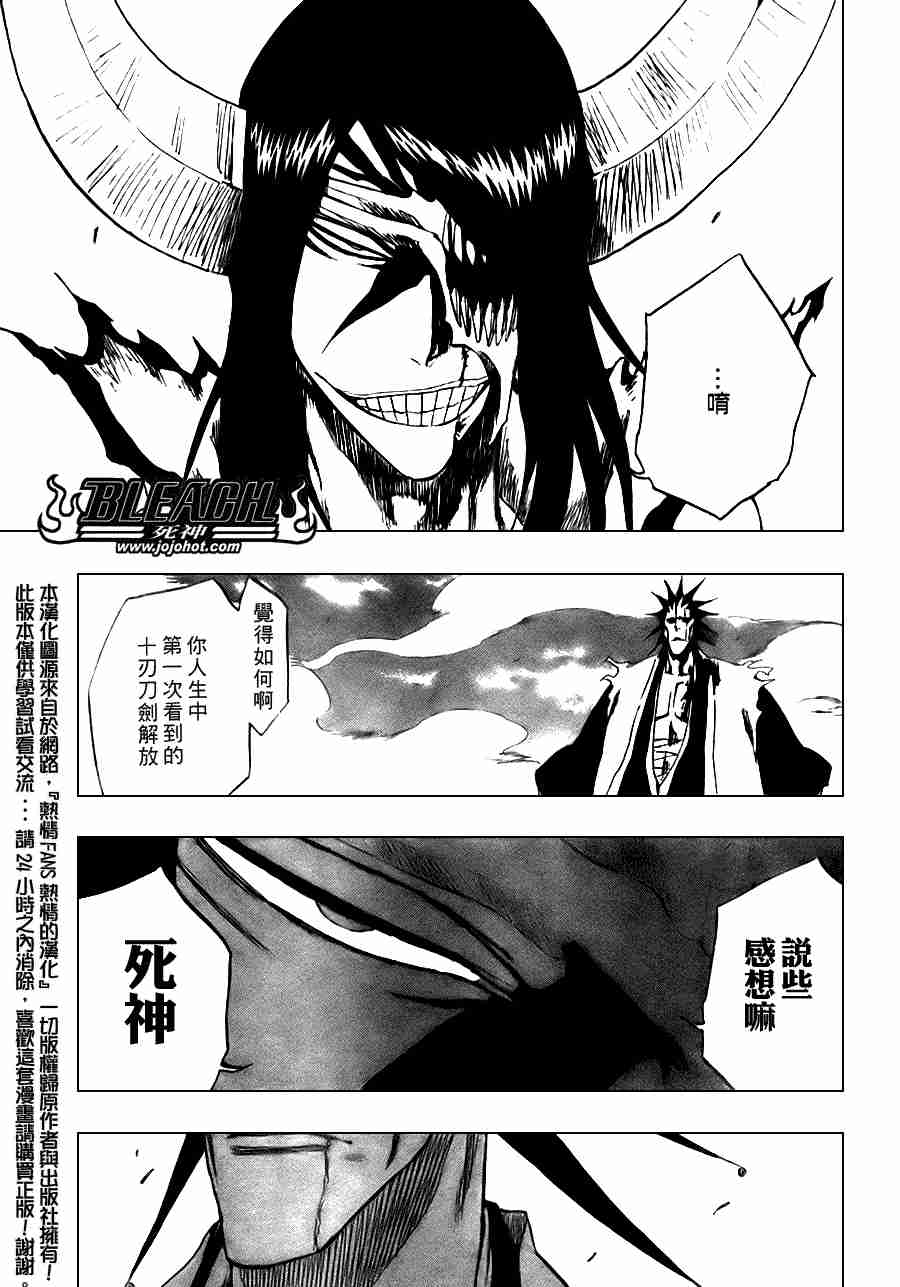 …唷
BLEACH
死神
www.jojohot.com
覺得如何啊
你人生中
第一次看到的
十刃刀劍解放
説些
感想嘛
死神
本漢化圖源來自於網路，『熱情FANS 熱情的漢化』一切版權歸原作者與出版社擁有！
此版本僅供學習試看交流… 請24小時之內消除，喜歡這套漫畫請購買正版！謝謝。